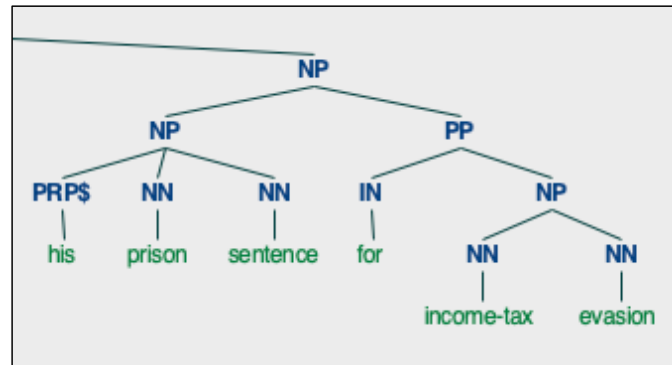 NP
NP PP
PRP$ NN NN IN NP
his prison sentence for NN NN
income-tax evasion